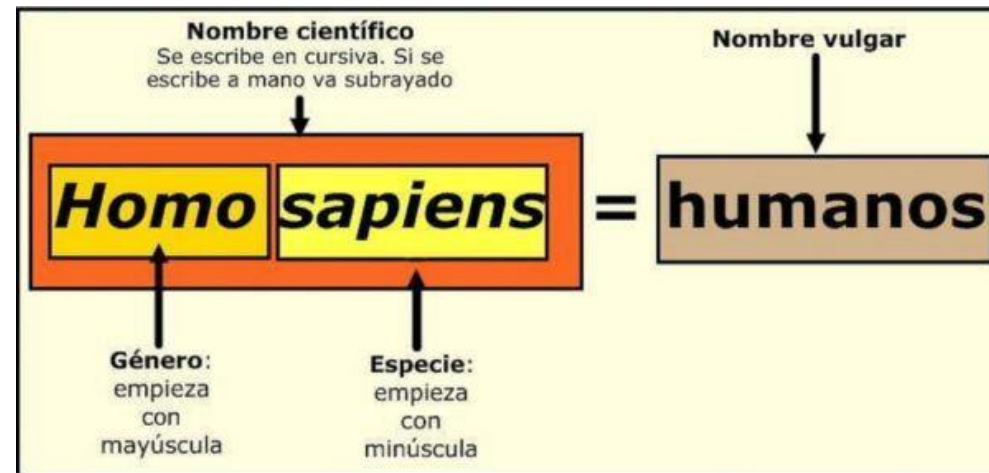 Nombre científico
Se escribe en cursiva. Si se
escribe a mano va subrayado
Nombre vulgar
Homo sapiens = humanos
Género:
empieza
con
mayúscula
Especie:
empieza
con
minúscula